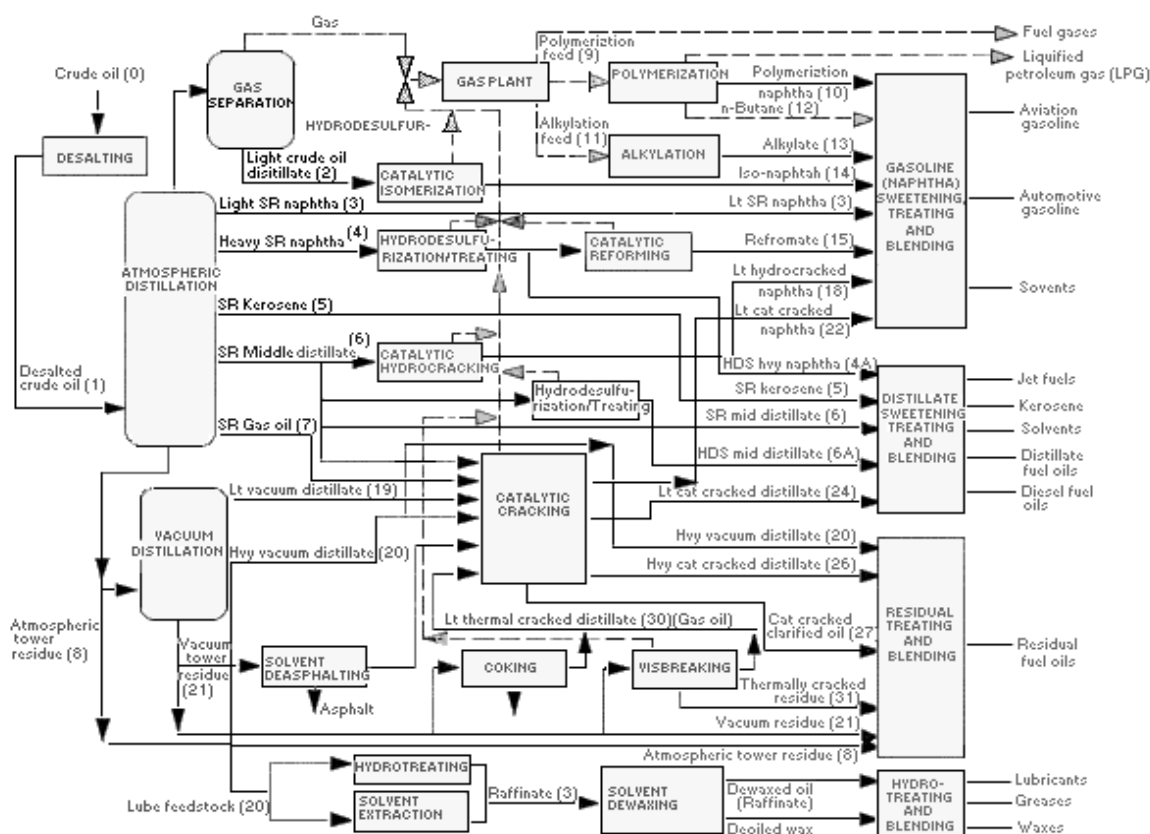 Gas
Fuel gases
Polymeriztion
feed (9)
Liquified
petroleum gas (LPG)
Crude oil (0)
GAS
SEPARATION
GAS PLANT
POLYMERIZATION
Polymeriztion
naphtha (10)
n-Butane (12)
Aviation
gasoline
HYDRODESULFUR-
Alkylation
feed (11)
DESALTING
ALKYLATION
Alkylate (13)
Light crude oil
disitillate (2)
CATALYTIC
ISOMERIZATION
Iso-naphtah (14)
GASOLINE
(NAPHTHA)
SWEETENING,
TREATING
AND
BLENDING
Light SR naphtha (3)
Lt SR naphtha (3)
Automotive
gasoline
Heavy SR naphtha (4)
HYDRODESULFU-
RIZATION/TREATING
CATALYTIC
REFORMING
Refromate (15)
ATMOSPHERIC
DISTILLATION
Lt hydrocracked
naphtha (18)
Sovents
SR Kerosene (5)
Lt cat cracked
naphtha (22)
SR Middle distillate (6)
CATALYTIC
HYDROCRACKING
HDS hvy naphtha (4A)
Desalted
crude oil (1)
Hydrodesulfu-
rization/Treating
SR kerosene (5)
Jet fuels
Kerosene
SR Gas oil (7)
SR mid distillate (6)
DISTILLATE
SWEETENING
TREATING
AND
BLENDING
Solvents
HDS mid distillate (6A)
Distillate
fuel oils
Lt vacuum distillate (19)
CATALYTIC
CRACKING
Lt cat cracked distillate (24)
Diesel fuel
oils
VACUUM
DISTILLATION
Hvy vacuum distillate (20)
Hvy vacuum distillate (20)
Hvy cat cracked distillate (26)
Atmospheric
tower
residue (8)
Lt thermal cracked distillate (30)(Gas oil)
Cat cracked
clarified oil (27
RESIDUAL
TREATING
AND
BLENDING
Residual
fuel oils
Vacuum
tower
residue
(21)
SOLVENT
DEASPHALTING
COKING
VISBREAKING
Thermally cracked
residue (31)
Asphalt
Vacuum residue (21)
Atmospheric tower residue (8)
HYDROTREATING
Lube feedstock (20)
SOLVENT
EXTRACTION
Raffinate (3)
SOLVENT
DEWAXING
Dewaxed oil
(Raffinate)
Deoiled wax
HYDRO-
TREATING
AND
BLENDING
Lubricants
Greases
Waxes